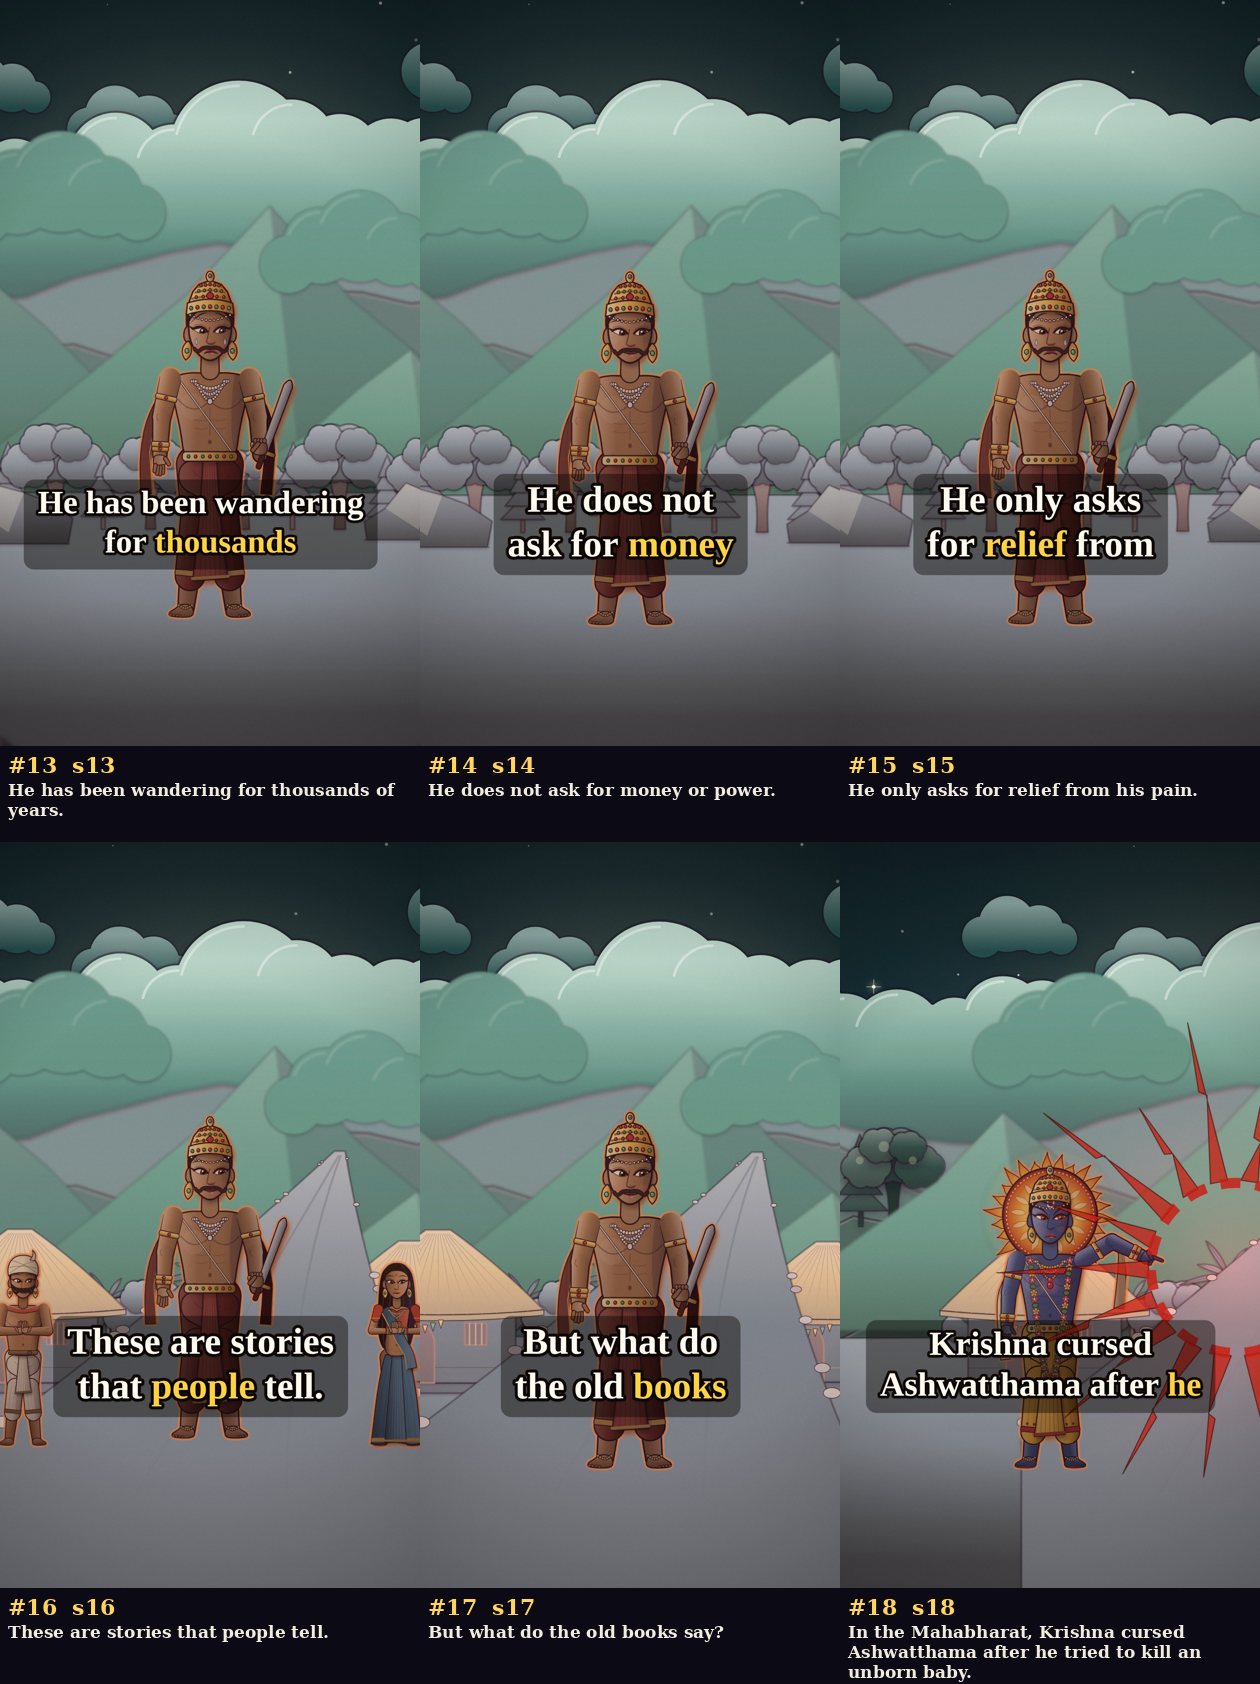 He has been wandering
for thousands
#13 s13
He has been wandering for thousands of
years.
He does not
ask for money
#14 s14
He does not ask for money or power.
He only asks
for relief from
#15 s15
He only asks for relief from his pain.
These are stories
that people tell.
#16 s16
These are stories that people tell.
But what do
the old books
#17 s17
But what do the old books say?
Krishna cursed
Ashwatthama after he
#18 s18
In the Mahabharat, Krishna cursed
Ashwatthama after he tried to kill an
unborn baby.